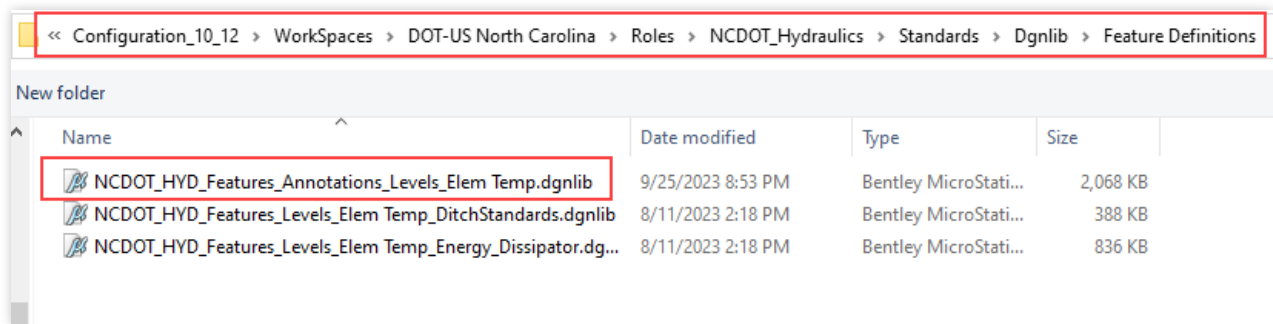 « Configuration_10_12 > WorkSpaces > DOT-US North Carolina > Roles > NCDOT_Hydraulics > Standards > Dgnlib > Feature Definitions
New folder
Name Date modified Type Size
NCDOT_HYD_Features_Annotations_Levels_Elem Temp.dgnlib 9/25/2023 8:53 PM Bentley MicroStati... 2,068 KB
NCDOT_HYD_Features_Levels_Elem Temp_DitchStandards.dgnlib 8/11/2023 2:18 PM Bentley MicroStati... 388 KB
NCDOT_HYD_Features_Levels_Elem Temp_Energy_Dissipator.dg... 8/11/2023 2:18 PM Bentley MicroStati... 836 KB